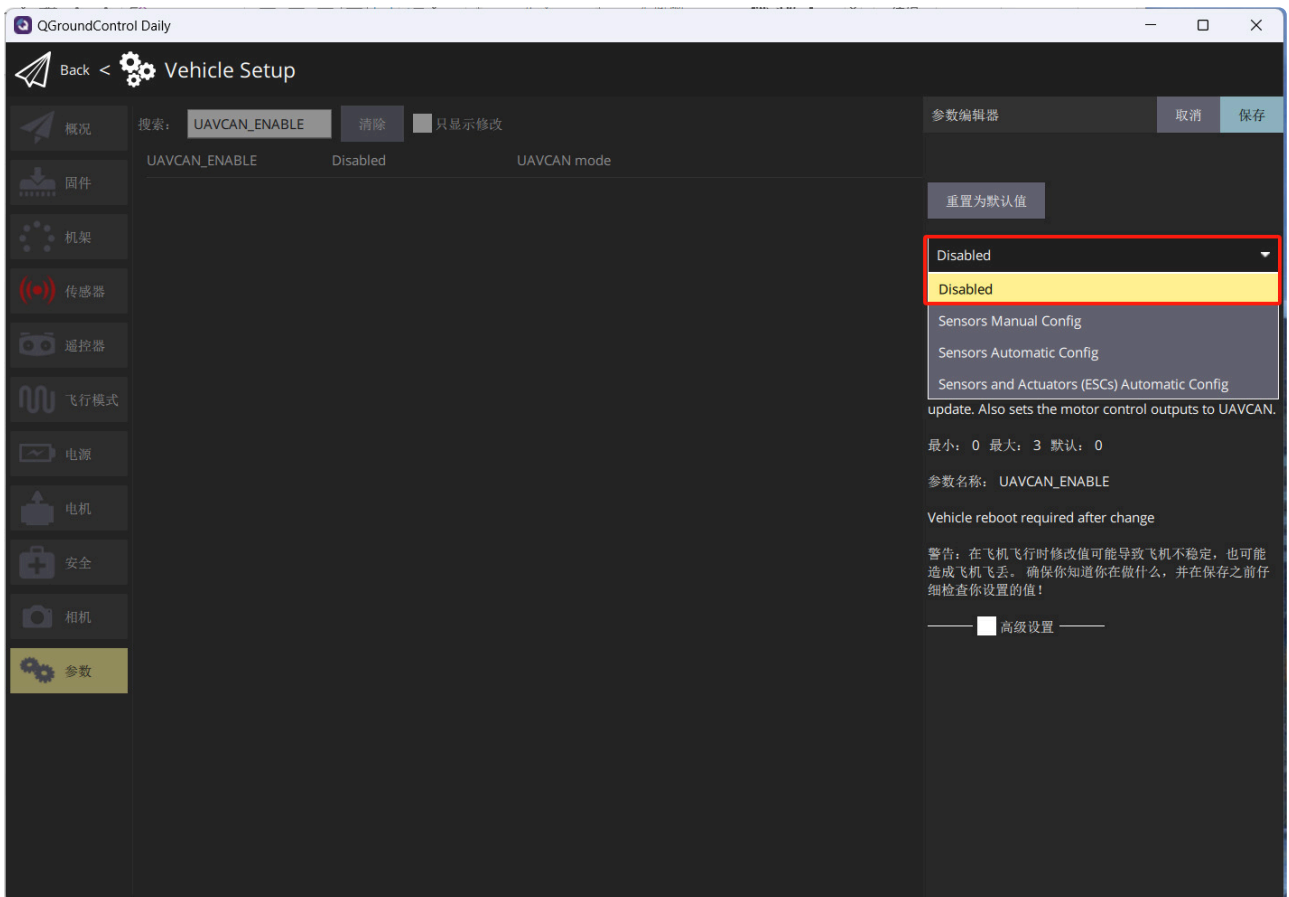 QGroundControl Daily
Back < Vehicle Setup
概况
固件
机架
传感器
遥控器
飞行模式
电源
电机
安全
相机
参数
搜索： UAVCAN_ENABLE 清除 只显示修改
UAVCAN_ENABLE Disabled UAVCAN mode
参数编辑器 取消 保存
重置为默认值
Disabled
Disabled
Sensors Manual Config
Sensors Automatic Config
Sensors and Actuators (ESCs) Automatic Config
update. Also sets the motor control outputs to UAVCAN.
最小： 0 最大： 3 默认： 0
参数名称： UAVCAN_ENABLE
Vehicle reboot required after change
警告：在飞机飞行时修改值可能导致飞机不稳定，也可能
造成飞机飞丢。 确保你知道你在做什么，并在保存之前仔
细检查你设置的值！
高级设置